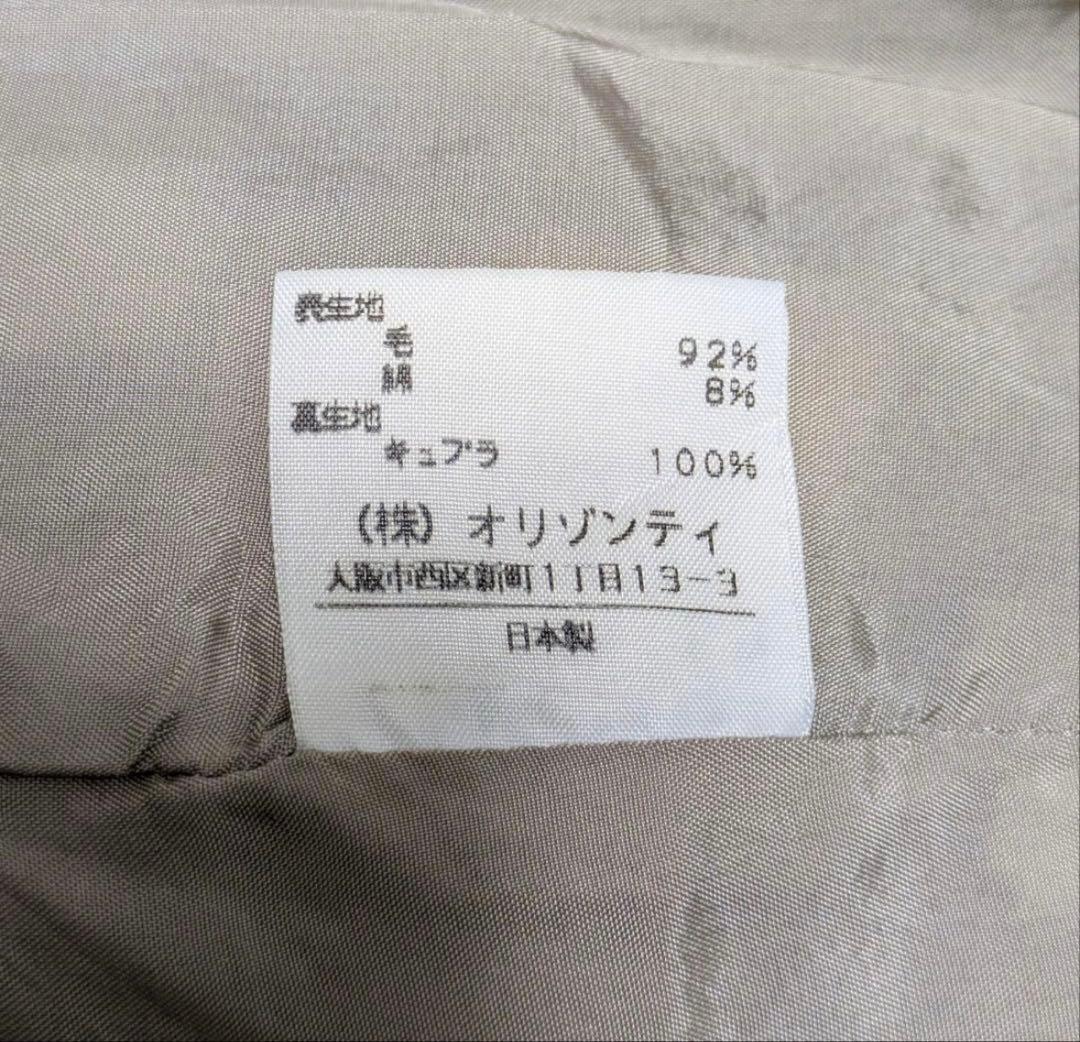 表生地
毛 92%
綿 8%
裏生地
キュプラ 100%
(株) オリゾンティ
大阪市西区新町1丁目13-3
日本製